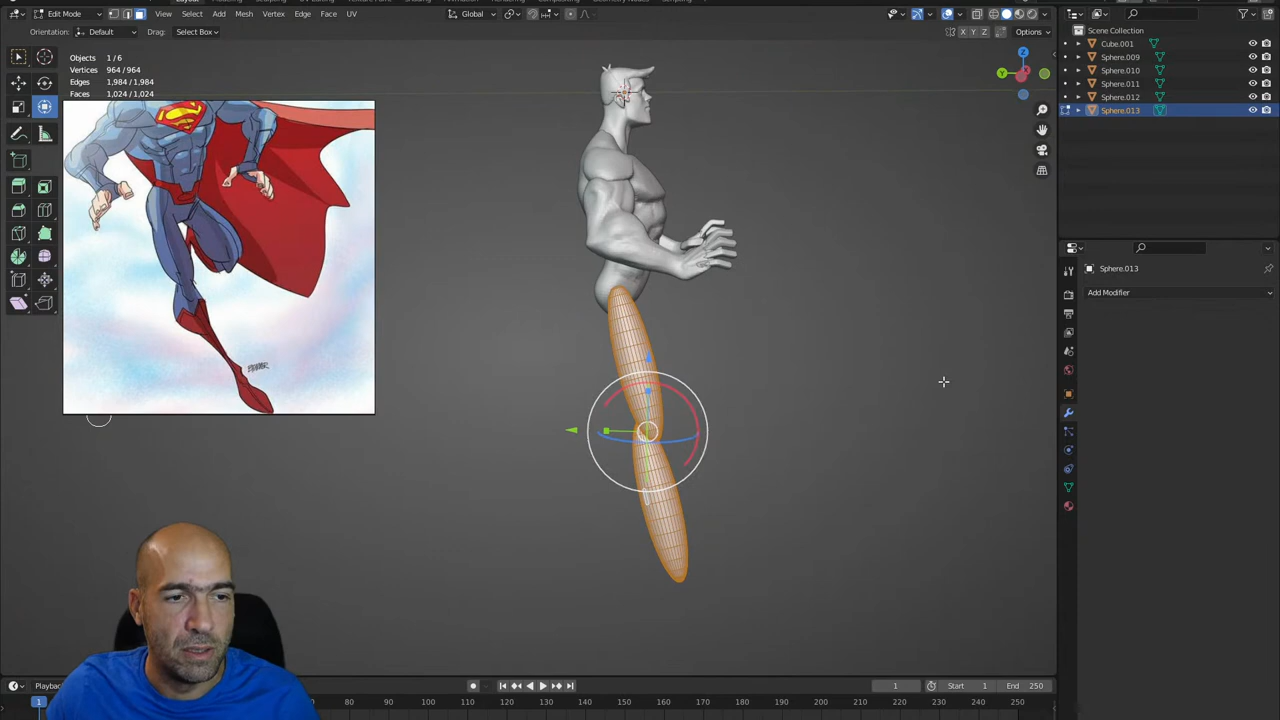 Layout
Edit Mode
View Select Add Mesh Vertex Edge Face UV
Global
Orientation: Default Drag: Select Box
X Y Z Options
Objects 1/6
Vertices 964/964
Edges 1,984/1,984
Faces 1,024/1,024
Z
Y
Scene Collection
Cube.001
Sphere.009
Sphere.010
Sphere.011
Sphere.012
Sphere.013
Sphere.013
Add Modifier
Playback
1 Start 1 End 250
1 80 90 100 110 120 130 140 150 160 170 180 190 200 210 220 230 240 250